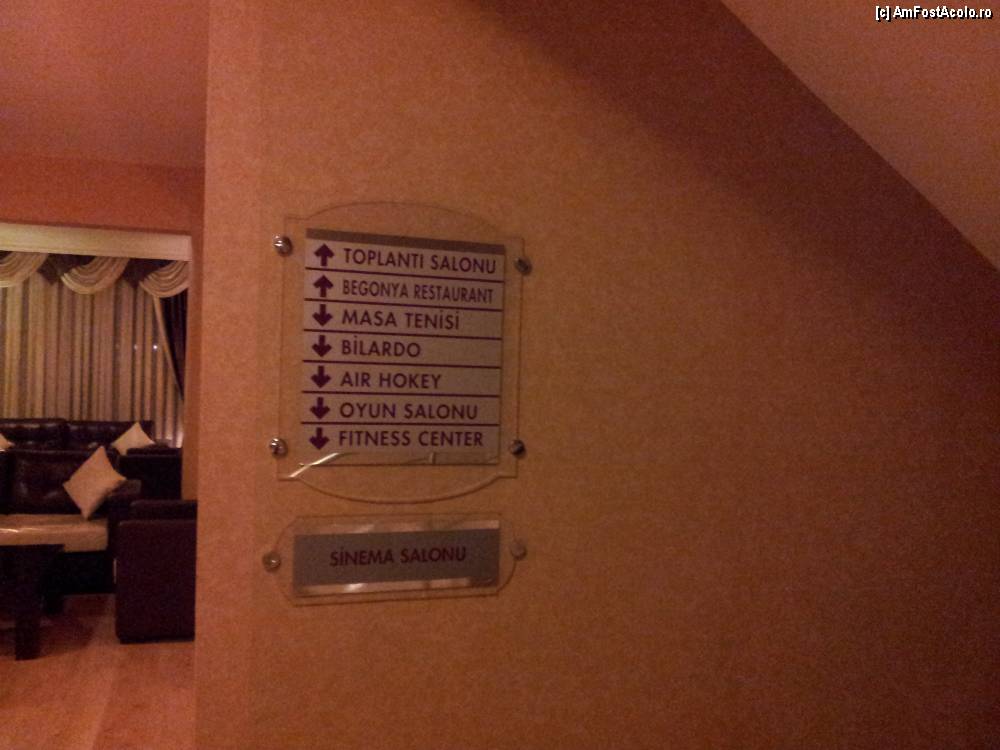 [c] AmFostAcolo.ro
↑ TOPLANTI SALONU
↑ BEGONYA RESTAURANT
↓ MASA TENİSİ
↓ BİLARDO
↓ AIR HOKEY
↓ OYUN SALONU
↓ FITNESS CENTER
SİNEMA SALONU